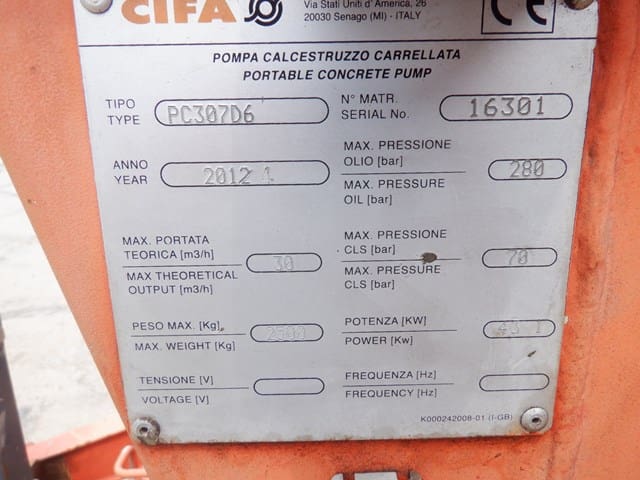 CIFA
Via Stati Uniti d' America, 26
20030 Senago (MI) - ITALY
CE
POMPA CALCESTRUZZO CARRELLATA
PORTABLE CONCRETE PUMP
TIPO
TYPE
PC307D6
N° MATR.
SERIAL No.
16301
ANNO
YEAR
2012
MAX. PRESSIONE
OLIO [bar]
MAX. PRESSURE
OIL [bar]
280
MAX. PORTATA
TEORICA [m3/h]
MAX THEORETICAL
OUTPUT [m3/h]
30
MAX. PRESSIONE
CLS [bar]
MAX. PRESSURE
CLS [bar]
70
PESO MAX. [Kg]
MAX. WEIGHT [Kg]
POTENZA [KW]
POWER [Kw]
TENSIONE [V]
VOLTAGE [V]
FREQUENZA [Hz]
FREQUENCY [Hz]
K000242008-01 (I-GB)